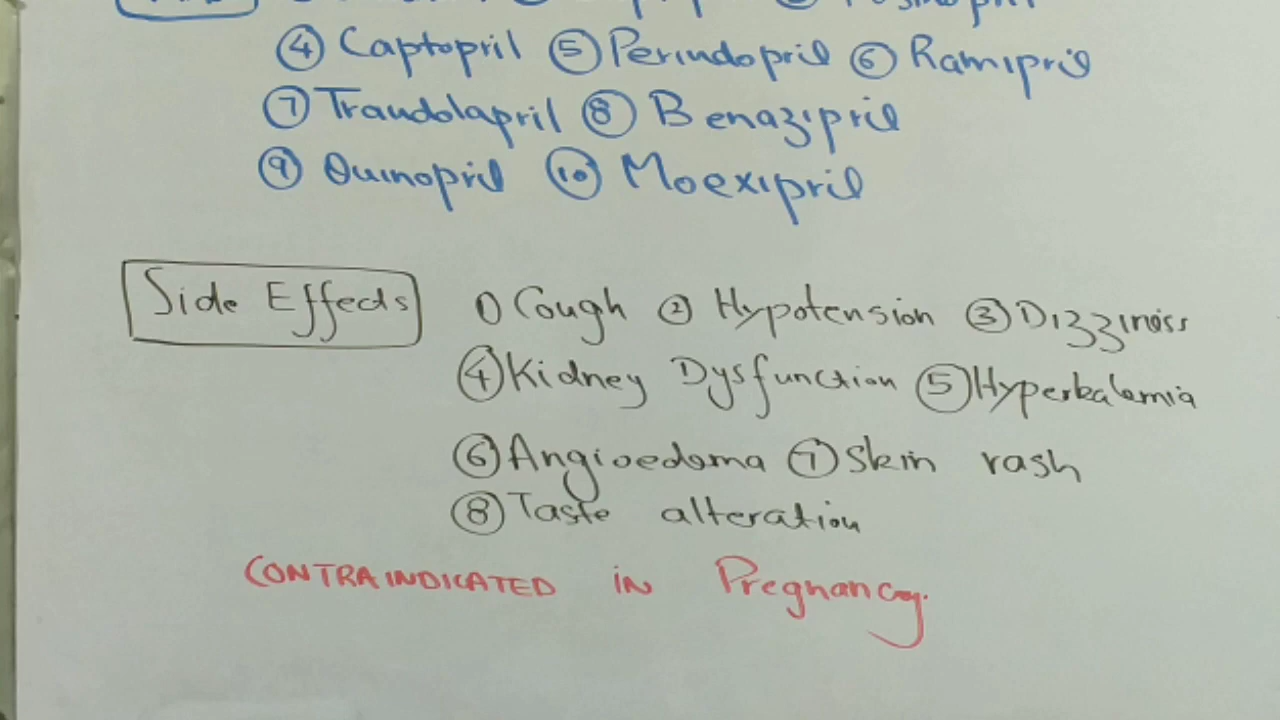 ④ Captopril ⑤ Perindopril ⑥ Ramipril
⑦ Trandolapril ⑧ Benazipril
⑨ Quinopril ⑩ Moexipril
Side Effects ① Cough ② Hypotension ③ Dizziness
④ Kidney Dysfunction ⑤ Hyperkalemia
⑥ Angioedema ⑦ Skin rash
⑧ Taste alteration
CONTRAINDICATED in Pregnancy.